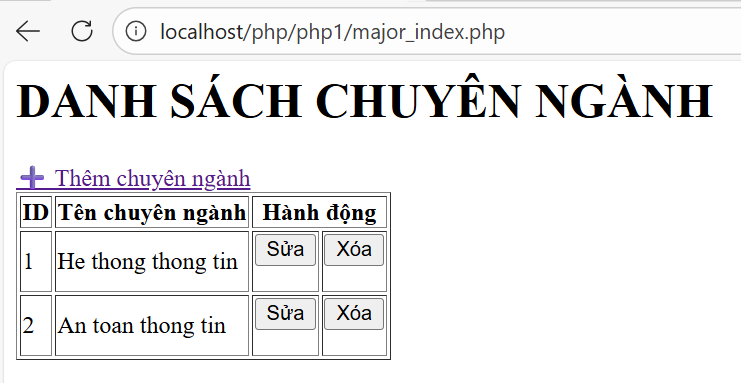 localhost/php/php1/major_index.php
DANH SÁCH CHUYÊN NGÀNH
➕ Thêm chuyên ngành
ID Tên chuyên ngành Hành động
1 He thong thong tin Sửa Xóa
2 An toan thong tin Sửa Xóa